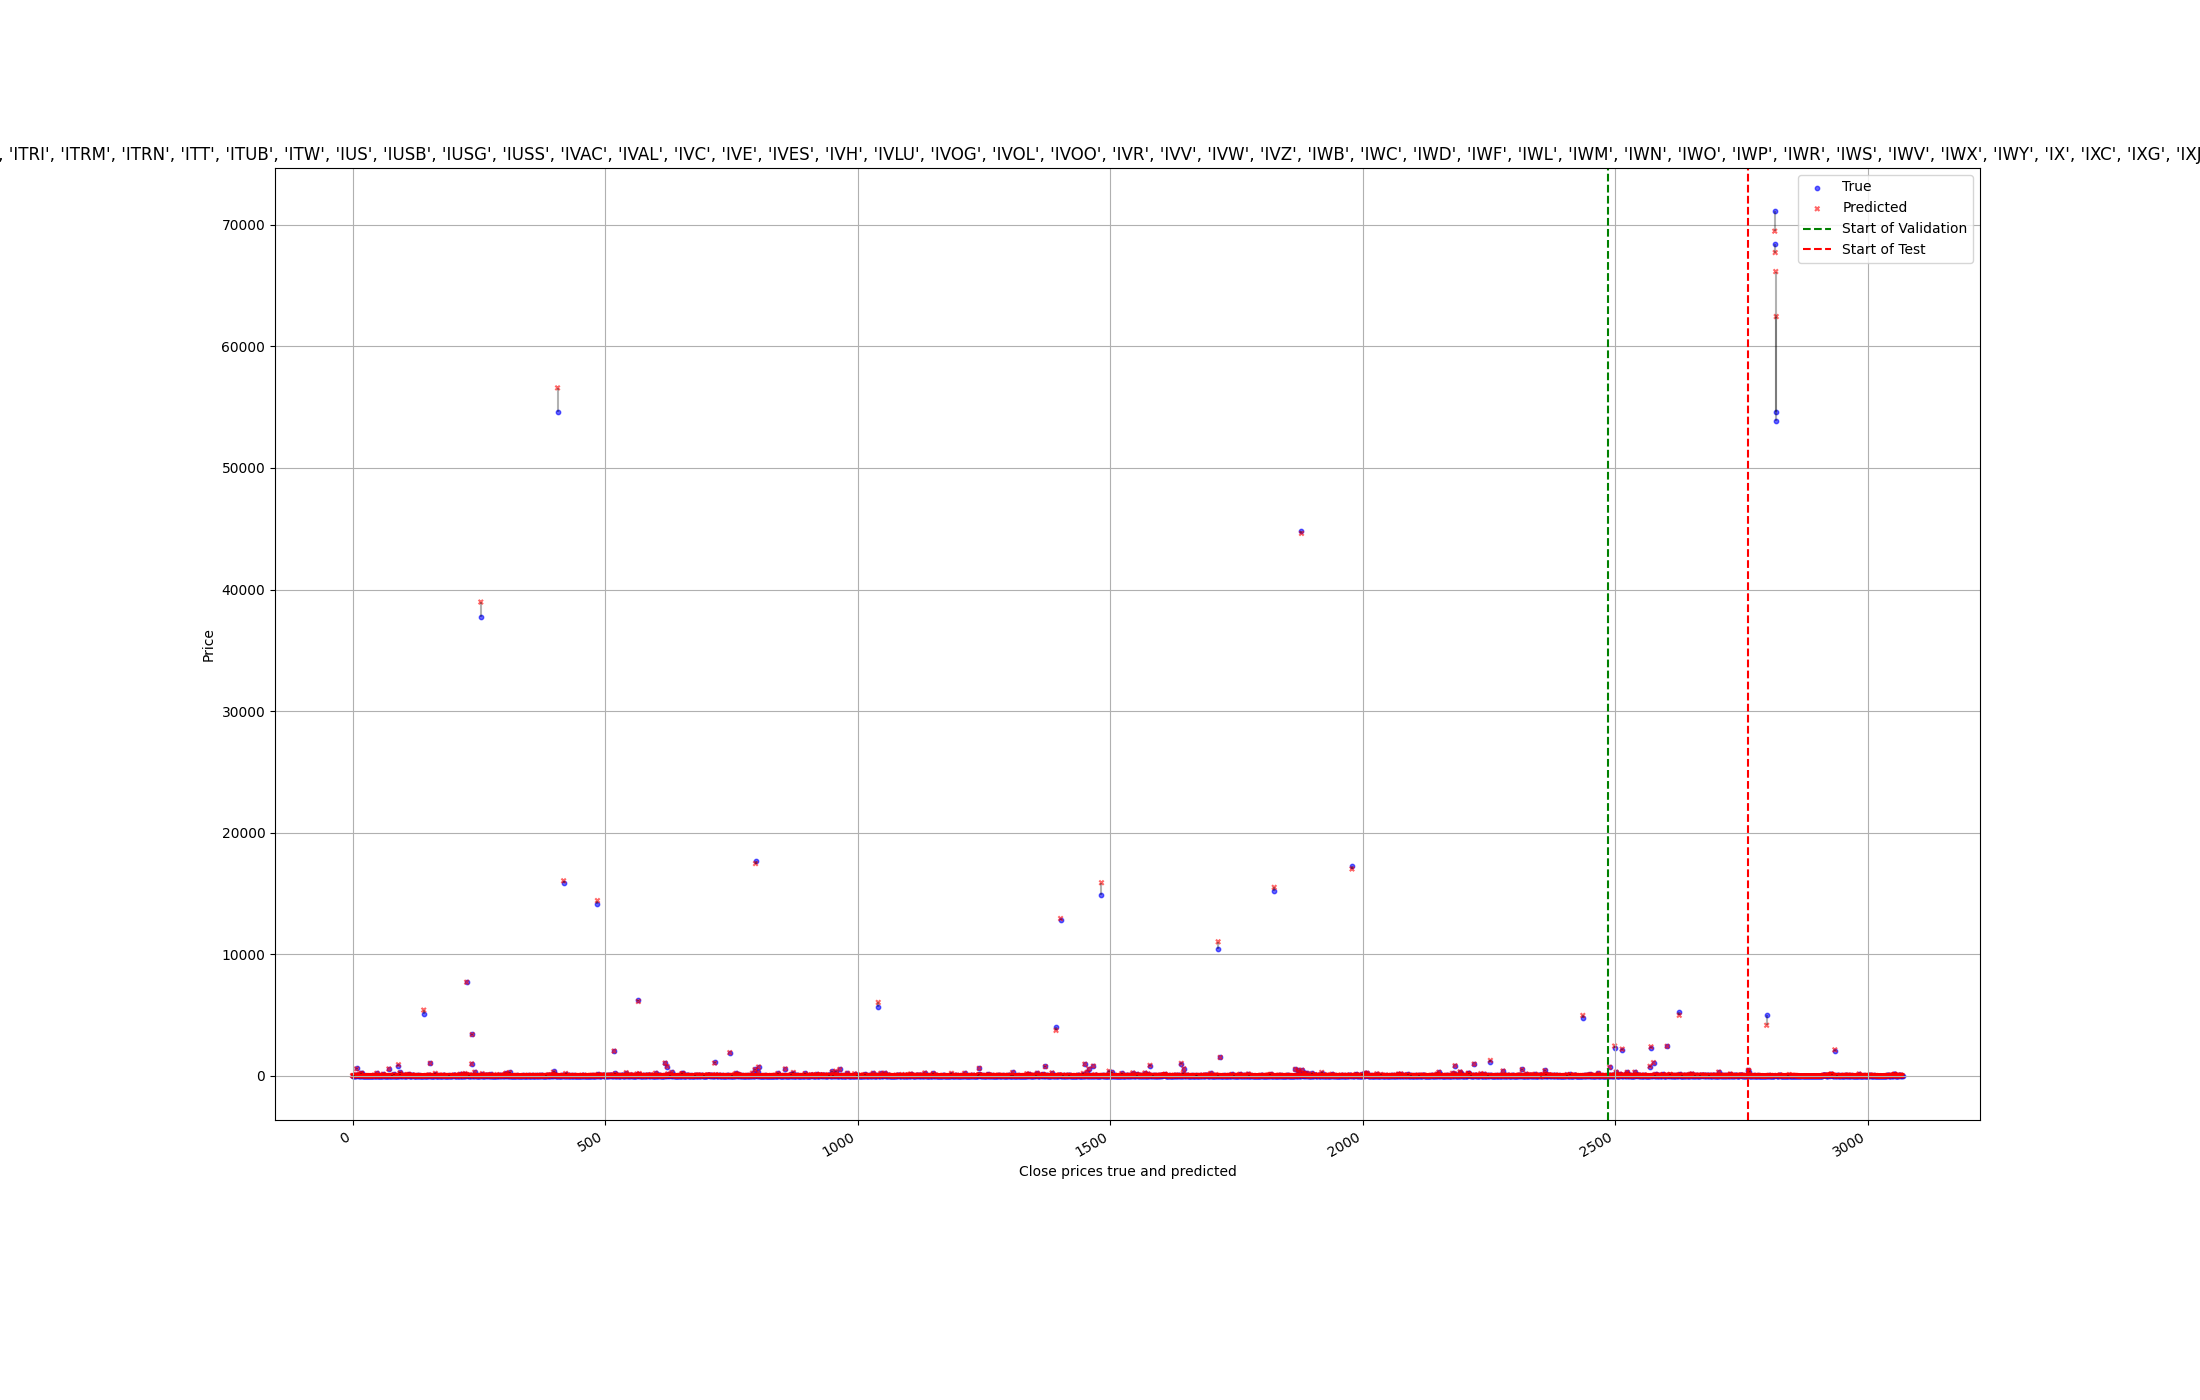 , 'ITRI', 'ITRM', 'ITRN', 'ITT', 'ITUB', 'ITW', 'IUS', 'IUSB', 'IUSG', 'IUSS', 'IVAC', 'IVAL', 'IVC', 'IVE', 'IVES', 'IVH', 'IVLU', 'IVOG', 'IVOL', 'IVOO', 'IVR', 'IVV', 'IVW', 'IVZ', 'IWB', 'IWC', 'IWD', 'IWF', 'IWL', 'IWM', 'IWN', 'IWO', 'IWP', 'IWR', 'IWS', 'IWV', 'IWX', 'IWY', 'IX', 'IXC', 'IXG', 'IXJ
True
Predicted
Start of Validation
Start of Test
70000
60000
50000
40000
30000
20000
10000
0
Price
0
500
1000
1500
2000
2500
3000
Close prices true and predicted